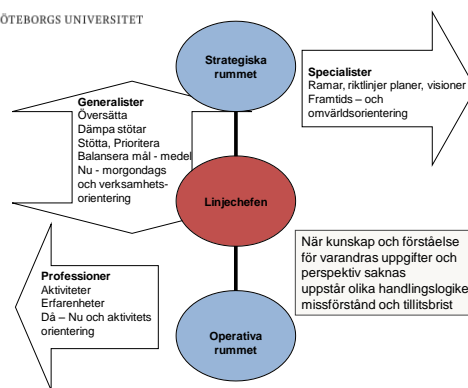 ÖTEBORGS UNIVERSITET
Strategiska
rummet
Specialister
Ramar, riktlinjer planer, visioner
Framtids – och
omvärldsorientering
Generalister
Översätta
Dämpa stötar
Stötta, Prioritera
Balansera mål - medel
Nu - morgondags
och verksamhets-
orientering
Linjechefen
När kunskap och förståelse
för varandras uppgifter och
perspektiv saknas
uppstår olika handlingslogike
missförstånd och tillitsbrist
Professioner
Aktiviteter
Erfarenheter
Då – Nu och aktivitets
orientering
Operativa
rummet